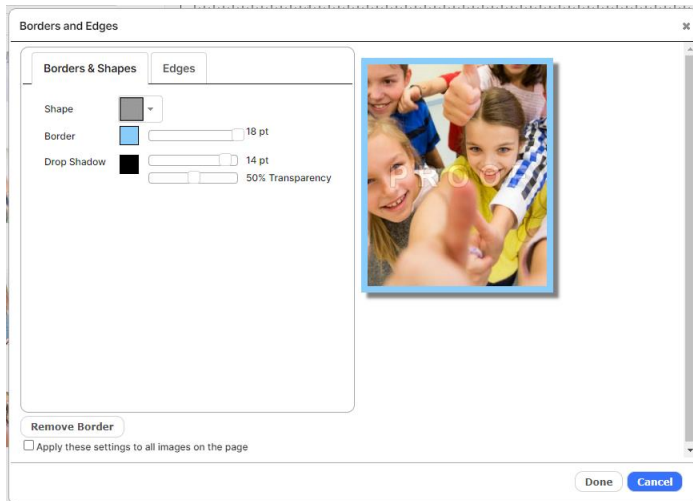 Borders and Edges
Borders & Shapes
Edges
Shape
Border
18 pt
Drop Shadow
14 pt
50% Transparency
Remove Border
Apply these settings to all images on the page
Done
Cancel